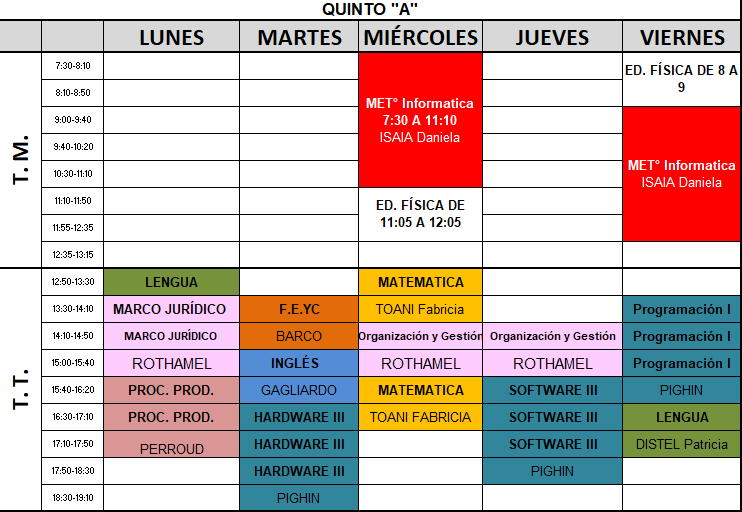 QUINTO "A"
LUNES MARTES MIÉRCOLES JUEVES VIERNES
T. M.
7:30-8:10
8:10-8:50
9:00-9:40
9:40-10:20
10:30-11:10
11:10-11:50
11:55-12:35
12:35-13:15
MET° Informatica
7:30 A 11:10
ISAIA Daniela
ED. FÍSICA DE
11:05 A 12:05
ED. FÍSICA DE 8 A
9
MET° Informatica
ISAIA Daniela
T. T.
12:50-13:30 LENGUA MATEMATICA
13:30-14:10 MARCO JURÍDICO F.E.YC TOANI Fabricia Programación I
14:10-14:50 MARCO JURÍDICO BARCO Organización y Gestión Organización y Gestión Programación I
15:00-15:40 ROTHAMEL INGLÉS ROTHAMEL ROTHAMEL Programación I
15:40-16:20 PROC. PROD. GAGLIARDO MATEMATICA SOFTWARE III PIGHIN
16:30-17:10 PROC. PROD. HARDWARE III TOANI FABRICIA SOFTWARE III LENGUA
17:10-17:50 PERROUD HARDWARE III SOFTWARE III DISTEL Patricia
17:50-18:30 HARDWARE III PIGHIN
18:30-19:10 PIGHIN